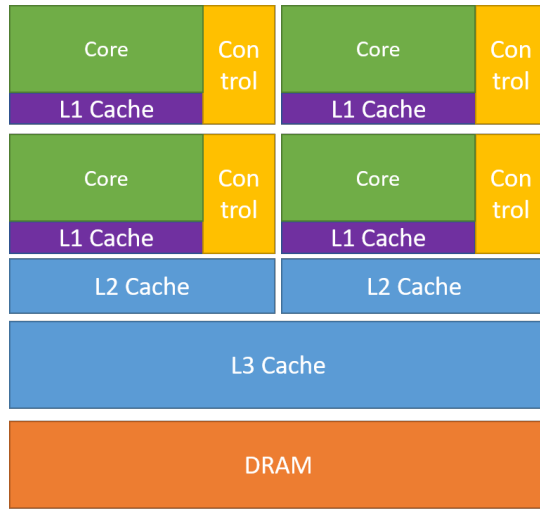 Core
Con
trol
Core
Con
trol
L1 Cache
L1 Cache
Core
Con
trol
Core
Con
trol
L1 Cache
L1 Cache
L2 Cache
L2 Cache
L3 Cache
DRAM